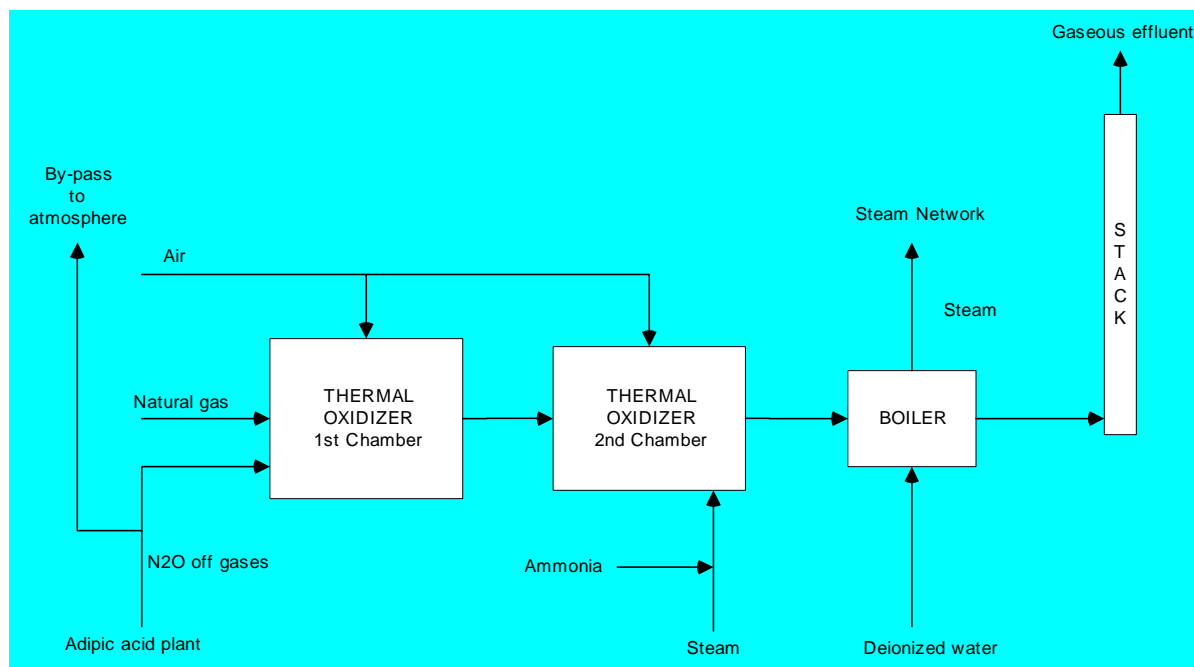 Gaseous effluent
By-pass
to
atmosphere
Steam Network
Air
Steam
S
T
A
C
K
THERMAL
OXIDIZER
1st Chamber
THERMAL
OXIDIZER
2nd Chamber
Natural gas
BOILER
N2O off gases
Ammonia
Adipic acid plant
Steam
Deionized water